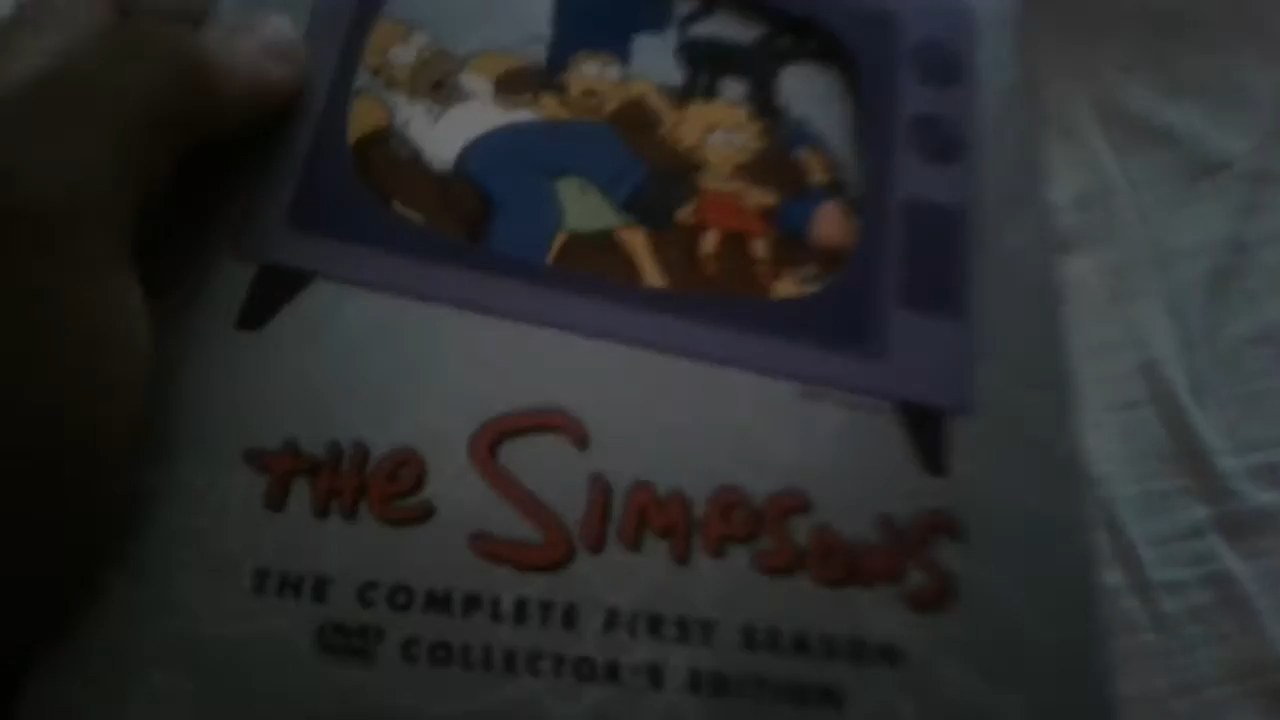 THE SIMPSONS
THE COMPLETE FIRST SEASON
DVD COLLECTOR'S EDITION